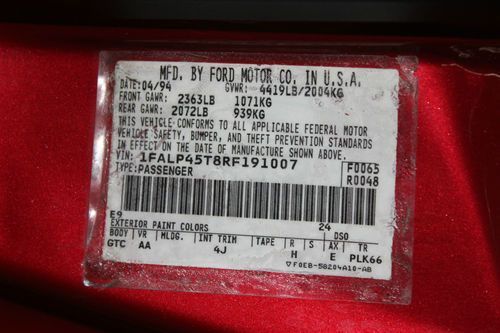 MFD. BY FORD MOTOR CO. IN U.S.A.
DATE: 04/94 GVWR: 4419LB/2004KG
FRONT GAWR: 2363LB 1071KG
REAR GAWR: 2072LB 939KG
THIS VEHICLE CONFORMS TO ALL APPLICABLE FEDERAL MOTOR
VEHICLE SAFETY, BUMPER, AND THEFT PREVENTION STANDARDS
IN EFFECT ON THE DATE OF MANUFACTURE SHOWN ABOVE.
VIN: 1FALP45T8RF191007 F0065
TYPE: PASSENGER R0048
E9 24
EXTERIOR PAINT COLORS DSO
BODY VR MLDG. INT TRIM TAPE R S AX TR
GTC AA 4J H E PLK66
▽F0EB-58204A10-AB